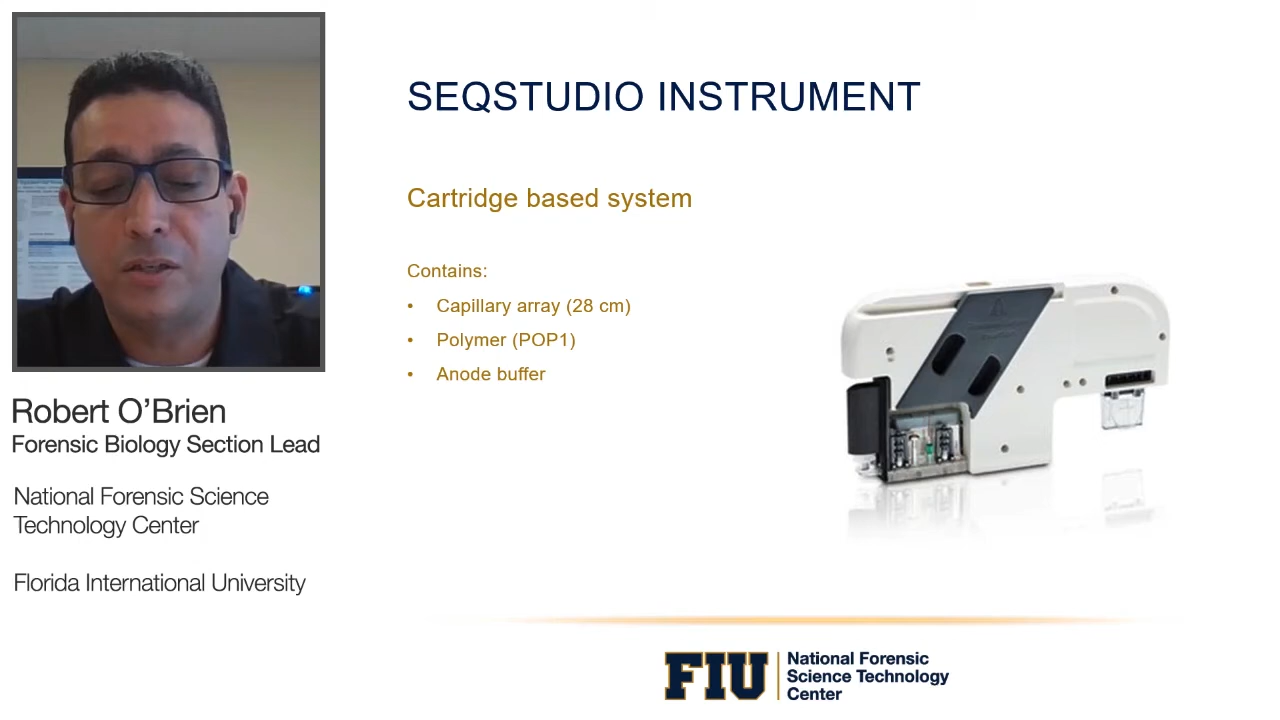 SEQSTUDIO INSTRUMENT
Cartridge based system
Contains:
• Capillary array (28 cm)
• Polymer (POP1)
• Anode buffer
Robert O’Brien
Forensic Biology Section Lead
National Forensic Science
Technology Center
Florida International University
FIU
National Forensic
Science Technology
Center